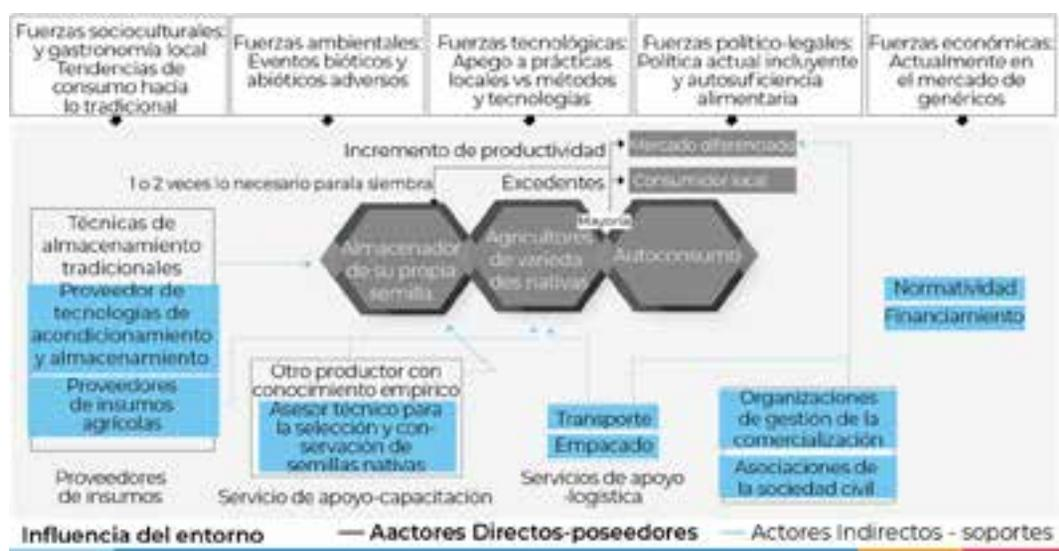 Fuerzas socioculturales:
y gastronomía local
Tendencias de
consumo hacia
lo tradicional
Fuerzas ambientales:
Eventos bióticos y
abióticos adversos
Fuerzas tecnológicas:
Apego a prácticas
locales vs métodos
y tecnologías
Fuerzas político-legales:
Política actual incluyente
y autosuficiencia
alimentaria
Fuerzas económicas:
Actualmente en
el mercado de
genéricos
Incremento de productividad
Mercado diferenciado
1 o 2 veces lo necesario parala siembra
Excedentes
Consumidor local
Mayoría
Técnicas de
almacenamiento
tradicionales
Proveedor de
tecnologías de
acondicionamiento
y almacenamiento
Proveedores
de insumos
agrícolas
Proveedores
de insumos
Almacenador
de su propia
semilla
Agricultores
de varieda
des nativas
Autoconsumo
Normatividad
Financiamiento
Otro productor con
conocimiento empírico
Asesor técnico para
la selección y con-
servación de
semillas nativas
Servicio de apoyo-capacitación
Transporte
Empacado
Servicios de apoyo
-logística
Organizaciones
de gestión de la
comercialización
Asociaciones de
la sociedad civil
Influencia del entorno
Aactores Directos-poseedores
Actores Indirectos - soportes